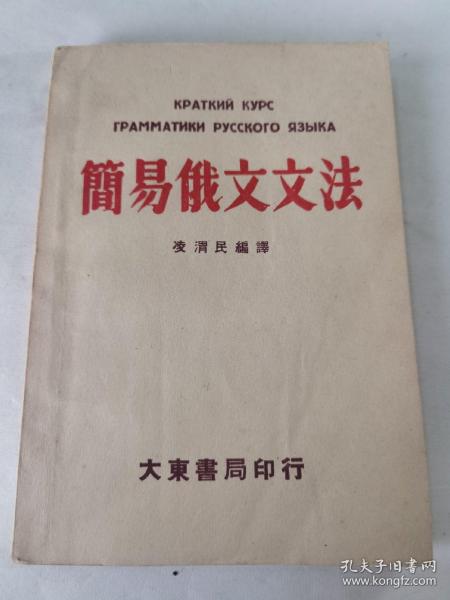 КРАТКИЙ КУРС
ГРАММАТИКИ РУССКОГО ЯЗЫКА
簡易俄文文法
凌渭民編譯
大東書局印行
孔夫子旧书网
www.kongfz.com